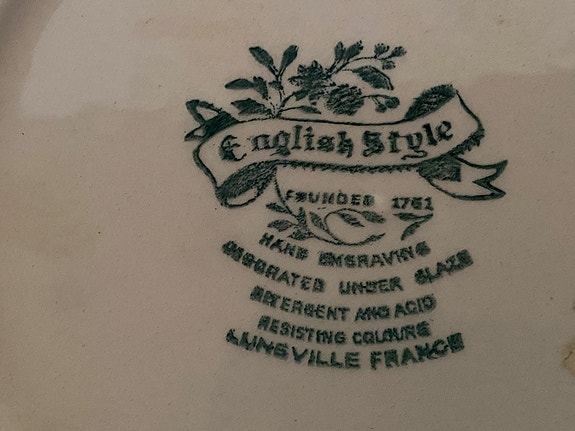 English Style
FOUNDED 1761
HAND ENGRAVING
DECORATED UNDER GLAZE
DETERGENT AND ACID
RESISTING COLOURS
LUNEVILLE FRANCE